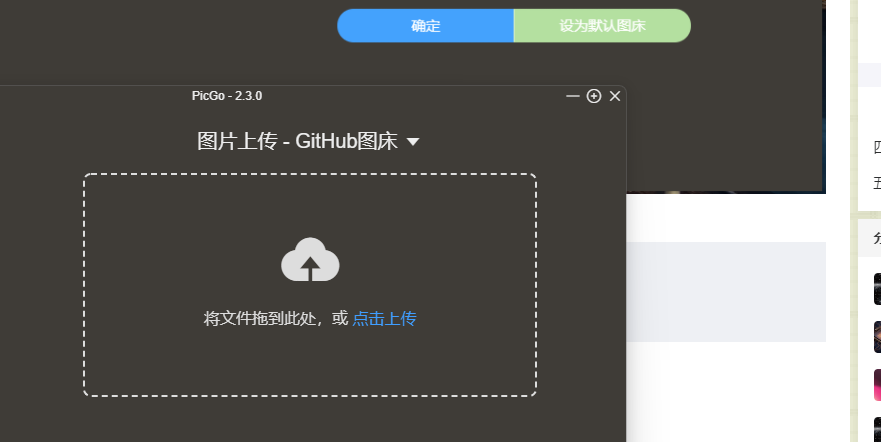 确定
设为默认图床
PicGo - 2.3.0
图片上传 - GitHub图床
将文件拖到此处，或 点击上传
五